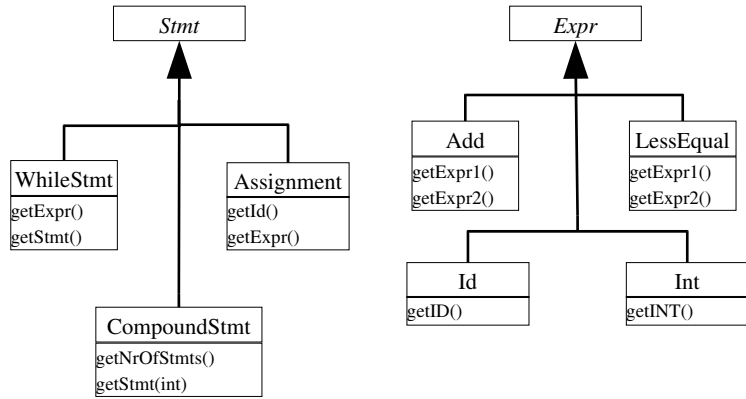 Stmt
WhileStmt
getExpr()
getStmt()
Assignment
getId()
getExpr()
CompoundStmt
getNrOfStmts()
getStmt(int)
Expr
Add
getExpr1()
getExpr2()
LessEqual
getExpr1()
getExpr2()
Id
getID()
Int
getINT()